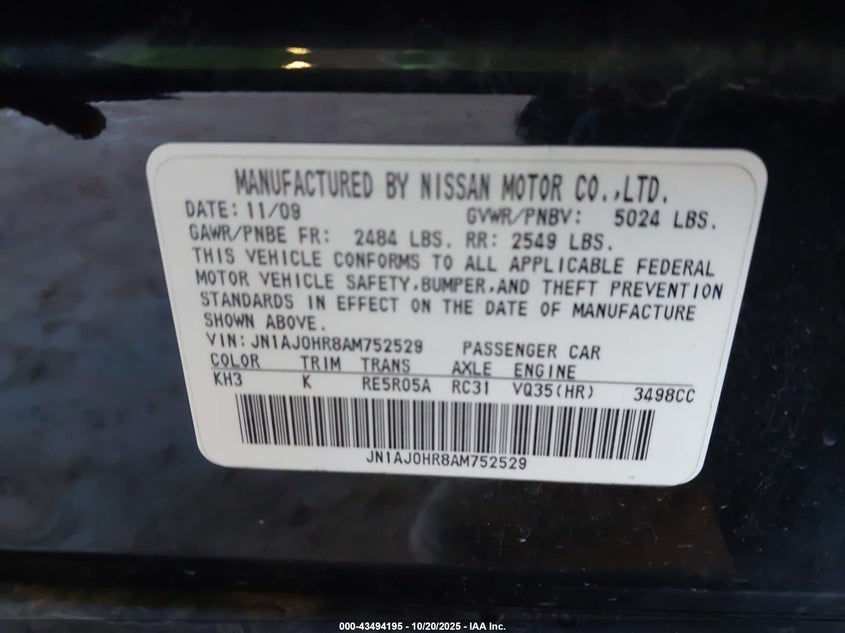 MANUFACTURED BY NISSAN MOTOR CO.,LTD.
DATE: 11/09 GVWR/PNBV: 5024 LBS.
GAWR/PNBE FR: 2484 LBS. RR: 2549 LBS.
THIS VEHICLE CONFORMS TO ALL APPLICABLE FEDERAL
MOTOR VEHICLE SAFETY,BUMPER,AND THEFT PREVENTION
STANDARDS IN EFFECT ON THE DATE OF MANUFACTURE
SHOWN ABOVE.
VIN: JN1AJ0HR8AM752529 PASSENGER CAR
COLOR TRIM TRANS AXLE ENGINE
KH3 K RE5R05A RC31 VQ35(HR) 3498CC
JN1AJ0HR8AM752529
000-43494195 - 10/20/2025 - IAA Inc.